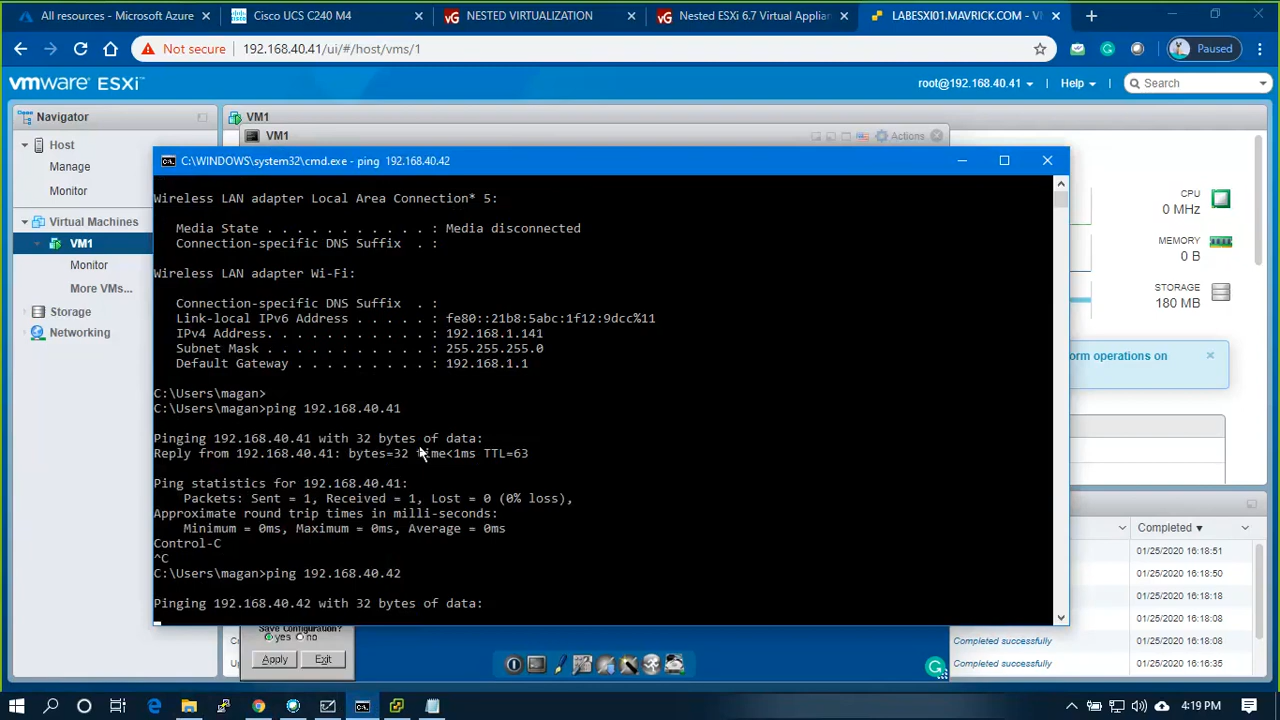 All resources - Microsoft Azure
Cisco UCS C240 M4
NESTED VIRTUALIZATION
Nested ESXi 6.7 Virtual Applian
LABESXI01.MAVRICK.COM - V
Not secure
192.168.40.41/ui/#/host/vms/1
Paused
vmware ESXi
root@192.168.40.41
Help
Search
Navigator
VM1
Host
VM1
Actions
Manage
Monitor
Virtual Machines
VM1
Monitor
More VMs...
Storage
Networking
C:\WINDOWS\system32\cmd.exe - ping 192.168.40.42
Wireless LAN adapter Local Area Connection* 5:
Media State . . . . . . . . . . . : Media disconnected
Connection-specific DNS Suffix . :
Wireless LAN adapter Wi-Fi:
Connection-specific DNS Suffix . :
Link-local IPv6 Address . . . . . : fe80::21b8:5abc:1f12:9dcc%11
IPv4 Address. . . . . . . . . . . : 192.168.1.141
Subnet Mask . . . . . . . . . . . : 255.255.255.0
Default Gateway . . . . . . . . . : 192.168.1.1
C:\Users\magan>
C:\Users\magan>ping 192.168.40.41
Pinging 192.168.40.41 with 32 bytes of data:
Reply from 192.168.40.41: bytes=32 time<1ms TTL=63
Ping statistics for 192.168.40.41:
Packets: Sent = 1, Received = 1, Lost = 0 (0% loss),
Approximate round trip times in milli-seconds:
Minimum = 0ms, Maximum = 0ms, Average = 0ms
Control-C
^C
C:\Users\magan>ping 192.168.40.42
Pinging 192.168.40.42 with 32 bytes of data:
CPU
0 MHz
MEMORY
0 B
STORAGE
180 MB
orm operations on
Completed
01/25/2020 16:18:51
01/25/2020 16:18:50
01/25/2020 16:18:18
01/25/2020 16:18:08
Completed successfully
01/25/2020 16:18:08
Completed successfully
01/25/2020 16:16:35
Save Configuration?
yes no
Apply
Exit
4:19 PM